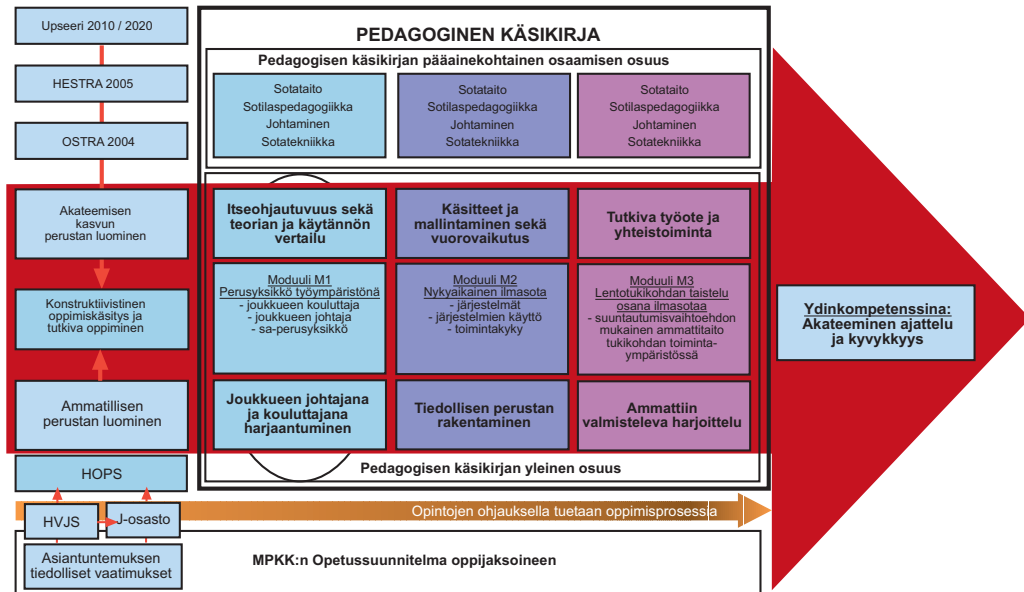 Upseeri 2010 / 2020
HESTRA 2005
OSTRA 2004
Akateemisen
kasvun
perustan luominen
Konstruktiivistinen
oppimiskäsitys ja
tutkiva oppiminen
Ammatillisen
perustan luominen
HOPS
HVJS
J-osasto
Asiantuntemuksen
tiedolliset vaatimukset
PEDAGOGINEN KÄSIKIRJA
Pedagogisen käsikirjan pääainekohtainen osaamisen osuus
Sotataito
Sotilaspedagogiikka
Johtaminen
Sotatekniikka
Sotataito
Sotilaspedagogiikka
Johtaminen
Sotatekniikka
Sotataito
Sotilaspedagogiikka
Johtaminen
Sotatekniikka
Itseohjautuvuus sekä
teorian ja käytännön
vertailu
Käsitteet ja
mallintaminen sekä
vuorovaikutus
Tutkiva työote ja
yhteistoiminta
Moduuli M1
Perusyksikkö työympäristönä
- joukkueen kouluttaja
- joukkueen johtaja
- sa-perusyksikkö
Moduuli M2
Nykyaikainen ilmasota
- järjestelmät
- järjestelmien käyttö
- toimintakyky
Moduuli M3
Lentotukikohdan taistelu
osana ilmasotaa
- suuntautumisvaihtoehdon
mukainen ammattitaito
tukikohdan toiminta-
ympäristössä
Joukkueen johtajana
ja kouluttajana
harjaantuminen
Tiedollisen perustan
rakentaminen
Ammattiin
valmisteleva harjoittelu
Pedagogisen käsikirjan yleinen osuus
Opintojen ohjauksella tuetaan oppimisprosessia
MPKK:n Opetussuunnitelma oppijaksoineen
Ydinkompetenssina:
Akateeminen ajattelu
ja kyvykkyys